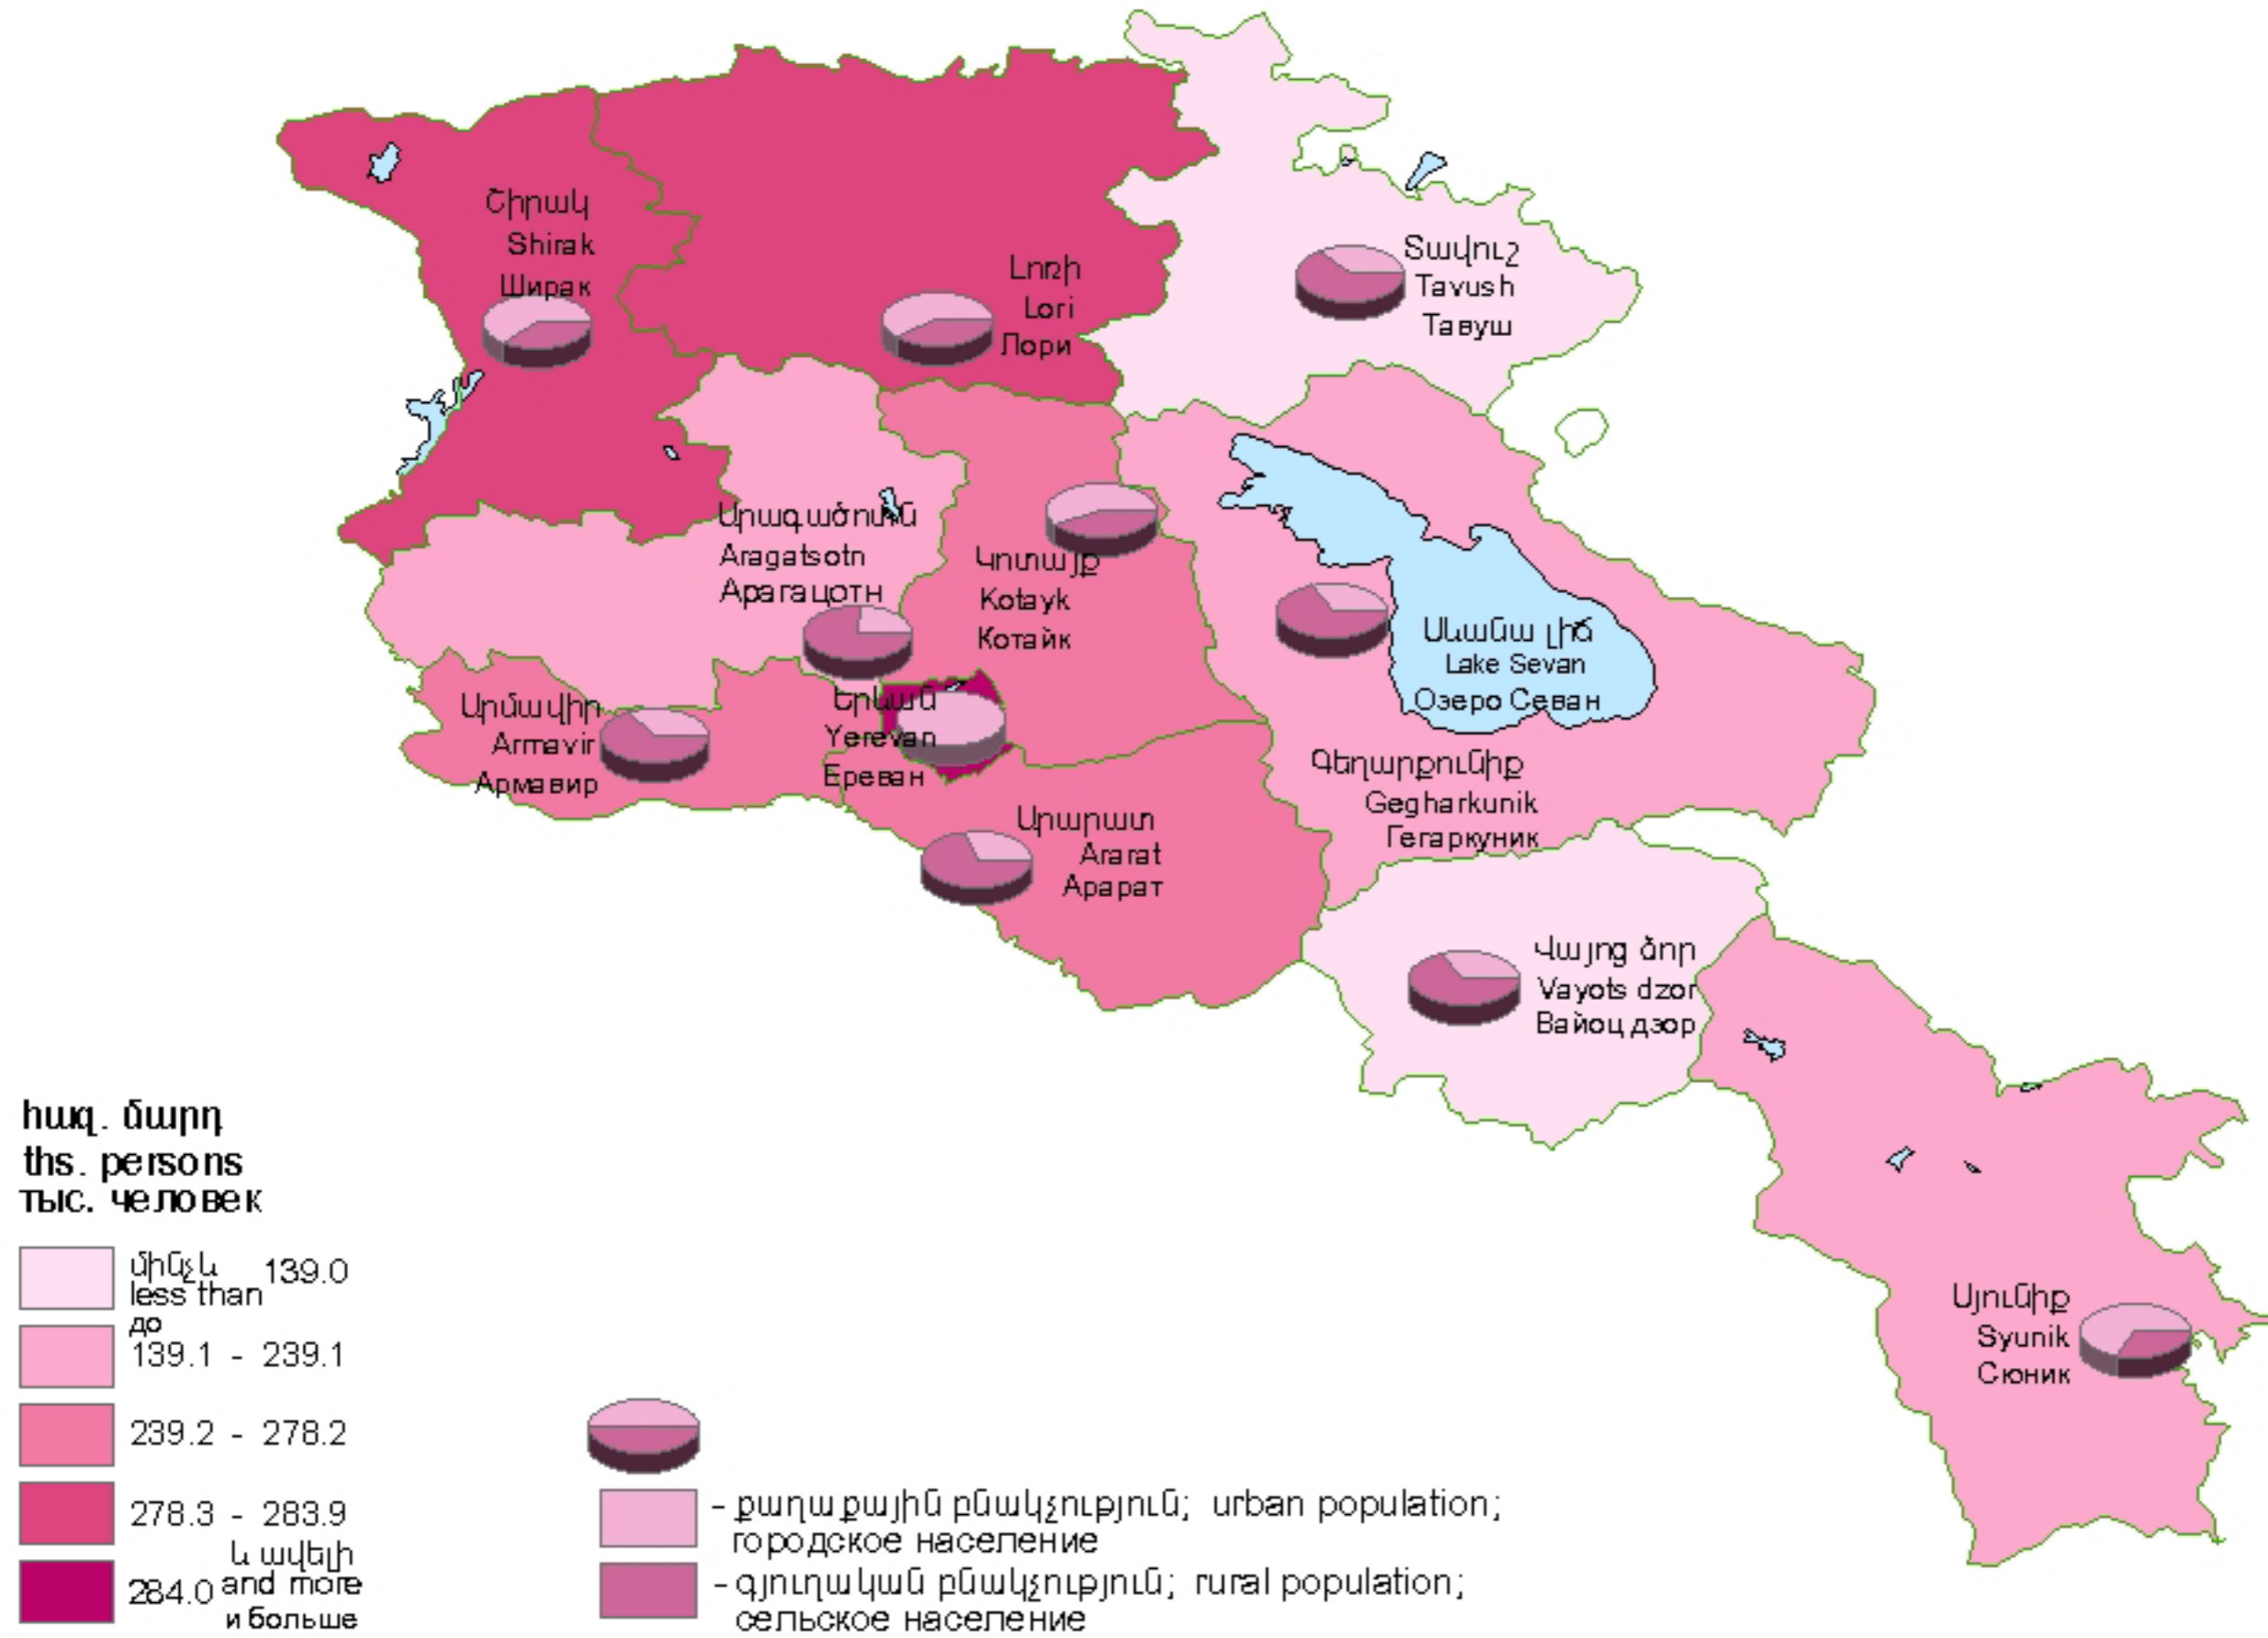 Շիրակ
Shirak
Ширак
Լոռի
Lori
Лори
Տավուշ
Tavush
Тавуш
Արագածոտն
Aragatsotn
Арагацотн
Կոտայք
Kotayk
Котайк
Սևանա լիճ
Lake Sevan
Озеро Севан
Արմավիր
Armavir
Армавир
Երևան
Yerevan
Ереван
Գեղարքունիք
Gegharkunik
Гегаркуник
Արարատ
Ararat
Арарат
Վայոց ձոր
Vayots dzor
Вайоц дзор
Սյունիք
Syunik
Сюник
հազ. մարդ
ths. persons
тыс. человек
մինչև 139.0
less than
до
139.1 - 239.1
239.2 - 278.2
278.3 - 283.9
և ավելի
284.0 and more
и больше
- քաղաքային բնակչություն; urban population;
городское население
- գյուղական բնակչություն; rural population;
сельское население